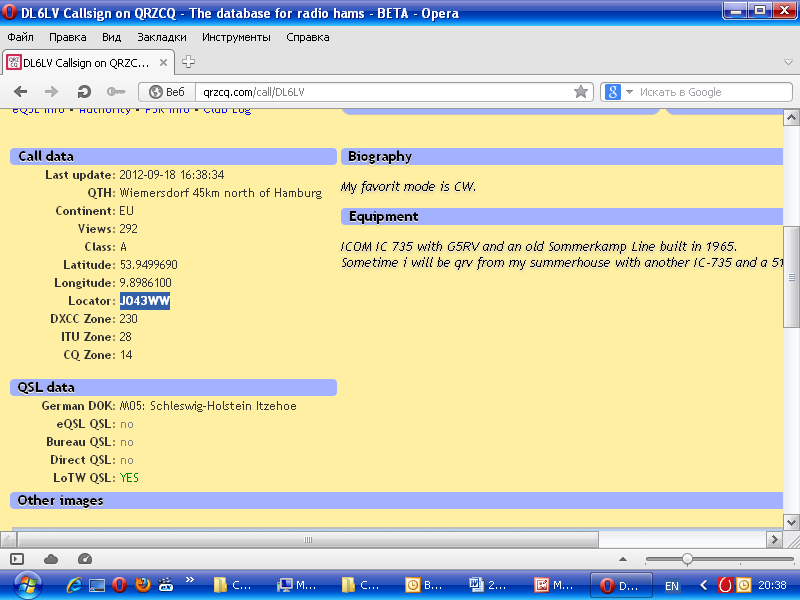 DL6LV Callsign on QRZCQ - The database for radio hams - BETA - Opera
Файл Правка Вид Закладки Инструменты Справка
QRZ CQ DL6LV Callsign on QRZC...
Веб qrzcq.com/call/DL6LV 8 Искать в Google
eQSL Info • Authority • PSK Info • Club Log
Call data
Last update: 2012-09-18 16:38:34
QTH: Wiemersdorf 45km north of Hamburg
Continent: EU
Views: 292
Class: A
Latitude: 53.9499690
Longitude: 9.8986100
Locator: JO43WW
DXCC Zone: 230
ITU Zone: 28
CQ Zone: 14
QSL data
German DOK: M05: Schleswig-Holstein Itzehoe
eQSL QSL: no
Bureau QSL: no
Direct QSL: no
LoTW QSL: YES
Biography
My favorit mode is CW.
Equipment
ICOM IC 735 with G5RV and an old Sommerkamp Line built in 1965.
Sometime i will be qrv from my summerhouse with another IC-735 and a 51
Other images
C... M... C... B... 2... M... D... EN 20:38